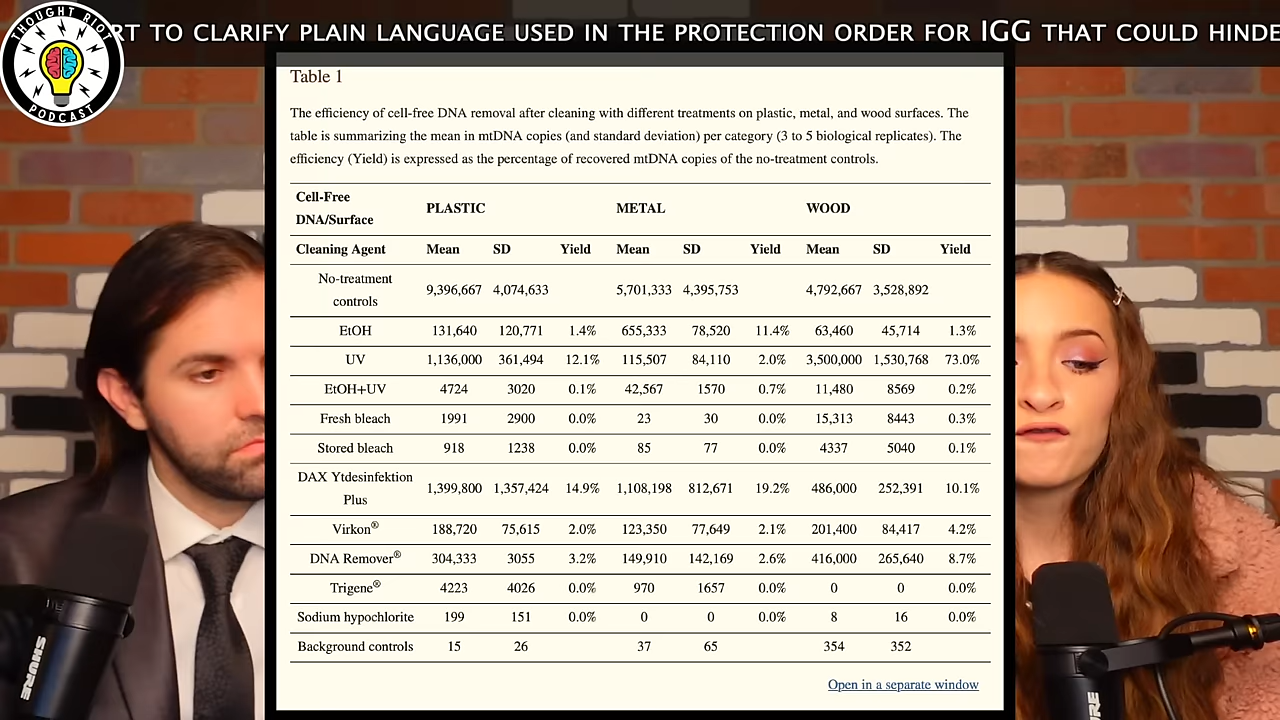 THOUGHT RIOT
PODCAST
RT TO CLARIFY PLAIN LANGUAGE USED IN THE PROTECTION ORDER FOR IGG THAT COULD HINDE
Table 1
The efficiency of cell-free DNA removal after cleaning with different treatments on plastic, metal, and wood surfaces. The
table is summarizing the mean in mtDNA copies (and standard deviation) per category (3 to 5 biological replicates). The
efficiency (Yield) is expressed as the percentage of recovered mtDNA copies of the no-treatment controls.
Cell-Free
DNA/Surface PLASTIC METAL WOOD
Cleaning Agent Mean SD Yield Mean SD Yield Mean SD Yield
No-treatment
controls 9,396,667 4,074,633 5,701,333 4,395,753 4,792,667 3,528,892
EtOH 131,640 120,771 1.4% 655,333 78,520 11.4% 63,460 45,714 1.3%
UV 1,136,000 361,494 12.1% 115,507 84,110 2.0% 3,500,000 1,530,768 73.0%
EtOH+UV 4724 3020 0.1% 42,567 1570 0.7% 11,480 8569 0.2%
Fresh bleach 1991 2900 0.0% 23 30 0.0% 15,313 8443 0.3%
Stored bleach 918 1238 0.0% 85 77 0.0% 4337 5040 0.1%
DAX Ytdesinfektion
Plus 1,399,800 1,357,424 14.9% 1,108,198 812,671 19.2% 486,000 252,391 10.1%
Virkon® 188,720 75,615 2.0% 123,350 77,649 2.1% 201,400 84,417 4.2%
DNA Remover® 304,333 3055 3.2% 149,910 142,169 2.6% 416,000 265,640 8.7%
Trigene® 4223 4026 0.0% 970 1657 0.0% 0 0 0.0%
Sodium hypochlorite 199 151 0.0% 0 0 0.0% 8 16 0.0%
Background controls 15 26 37 65 354 352
Open in a separate window
SHURE
RE